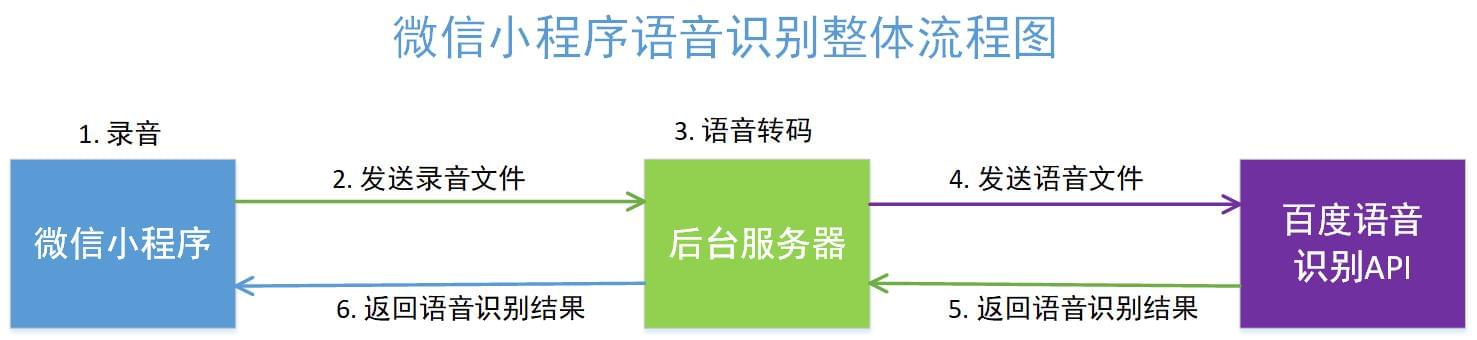 微信小程序语音识别整体流程图
1. 录音
3. 语音转码
2. 发送录音文件
4. 发送语音文件
微信小程序
后台服务器
百度语音
识别API
6. 返回语音识别结果
5. 返回语音识别结果